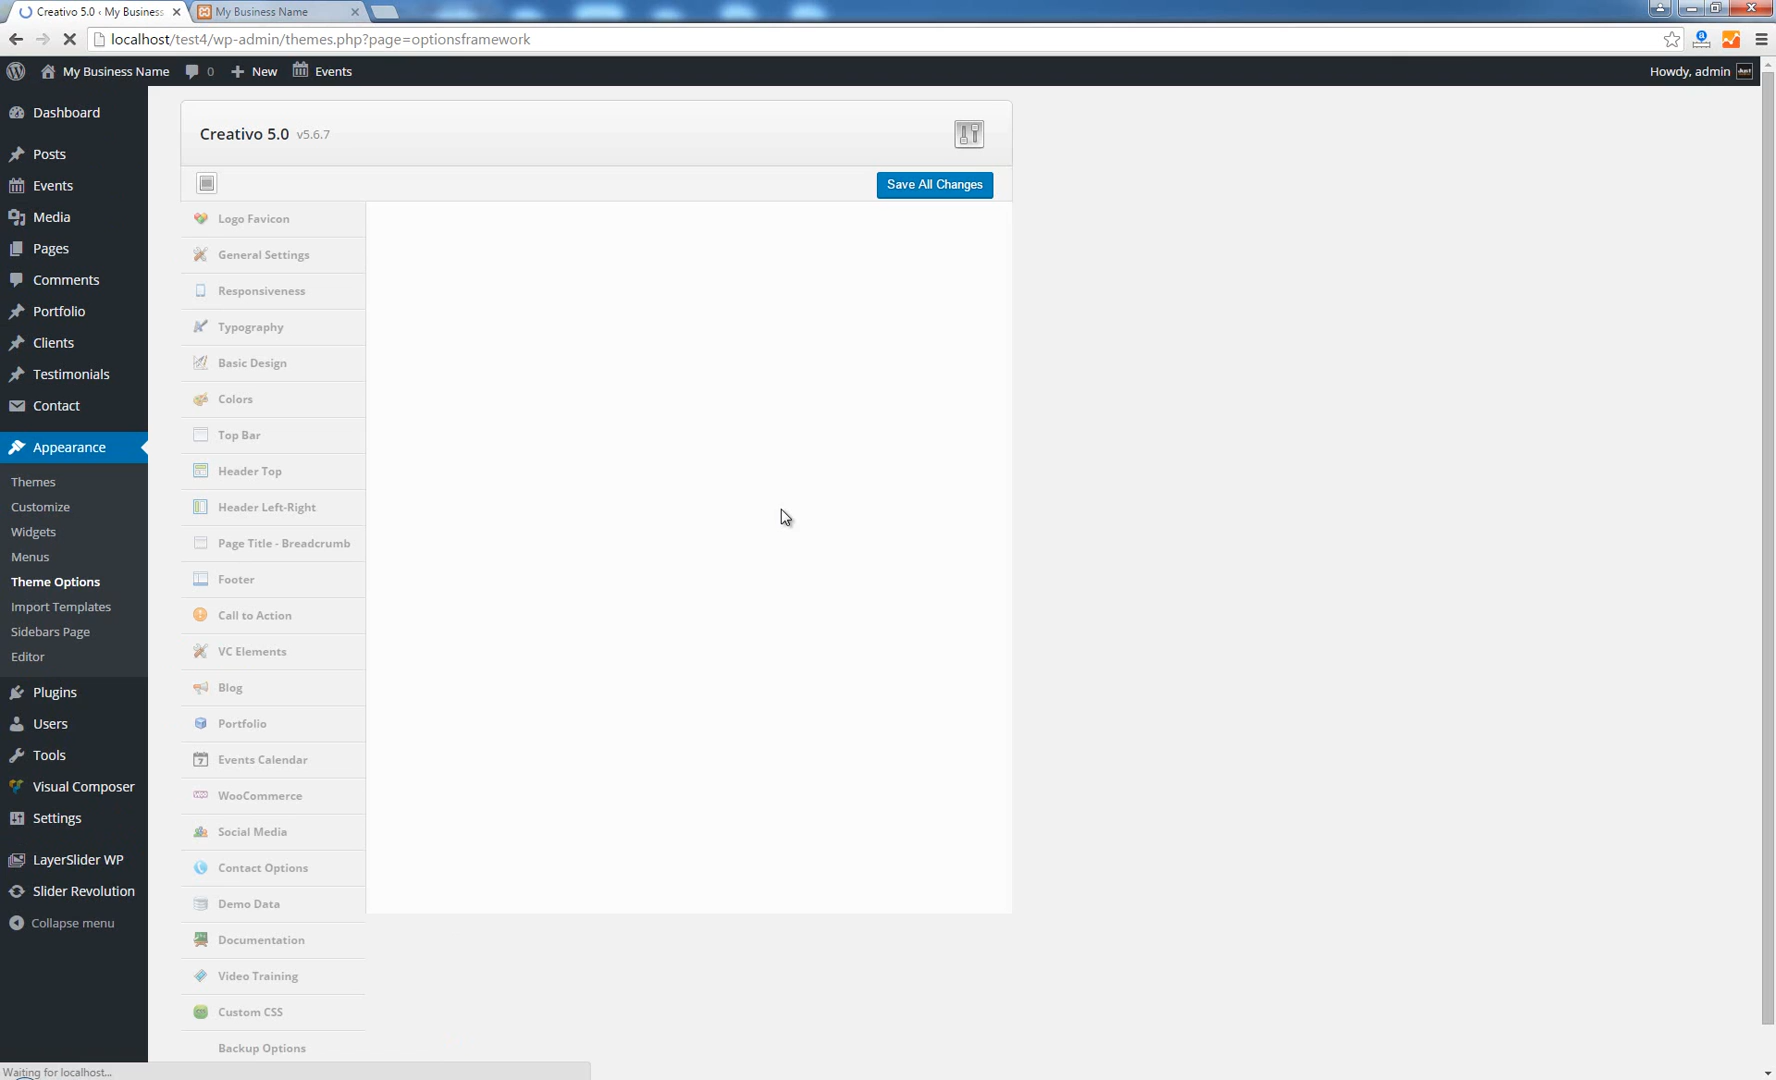 Creativo 5.0 ‹ My Business
My Business Name
localhost/test4/wp-admin/themes.php?page=optionsframework
My Business Name
0
New
Events
Howdy, admin
Dashboard
Posts
Events
Media
Pages
Comments
Portfolio
Clients
Testimonials
Contact
Appearance
Themes
Customize
Widgets
Menus
Theme Options
Import Templates
Sidebars Page
Editor
Plugins
Users
Tools
Visual Composer
Settings
LayerSlider WP
Slider Revolution
Collapse menu
Creativo 5.0 v5.6.7
Save All Changes
Logo Favicon
General Settings
Responsiveness
Typography
Basic Design
Colors
Top Bar
Header Top
Header Left-Right
Page Title - Breadcrumb
Footer
Call to Action
VC Elements
Blog
Portfolio
Events Calendar
WooCommerce
Social Media
Contact Options
Demo Data
Documentation
Video Training
Custom CSS
Backup Options
Waiting for localhost...